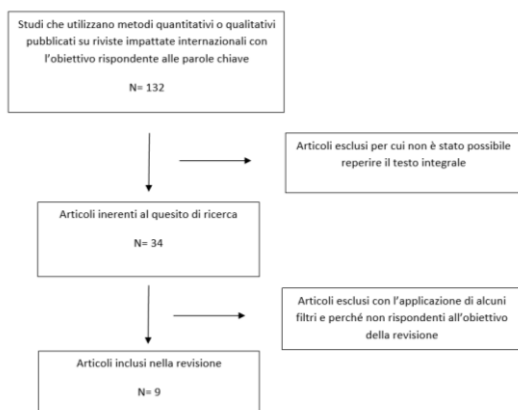 Studi che utilizzano metodi quantitativi o qualitativi
pubblicati su riviste impattate internazionali con
l'obiettivo rispondente alle parole chiave
N= 132
Articoli esclusi per cui non è stato possibile
reperire il testo integrale
Articoli inerenti al quesito di ricerca
N= 34
Articoli esclusi con l'applicazione di alcuni
filtri e perché non rispondenti all'obiettivo
della revisione
Articoli inclusi nella revisione
N= 9